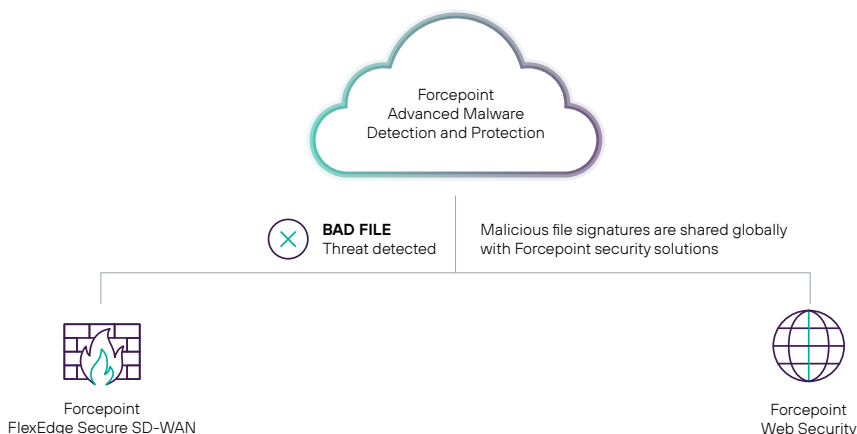 Forcepoint
Advanced Malware
Detection and Protection
BAD FILE
Threat detected
Malicious file signatures are shared globally
with Forcepoint security solutions
Forcepoint
FlexEdge Secure SD-WAN
Forcepoint
Web Security